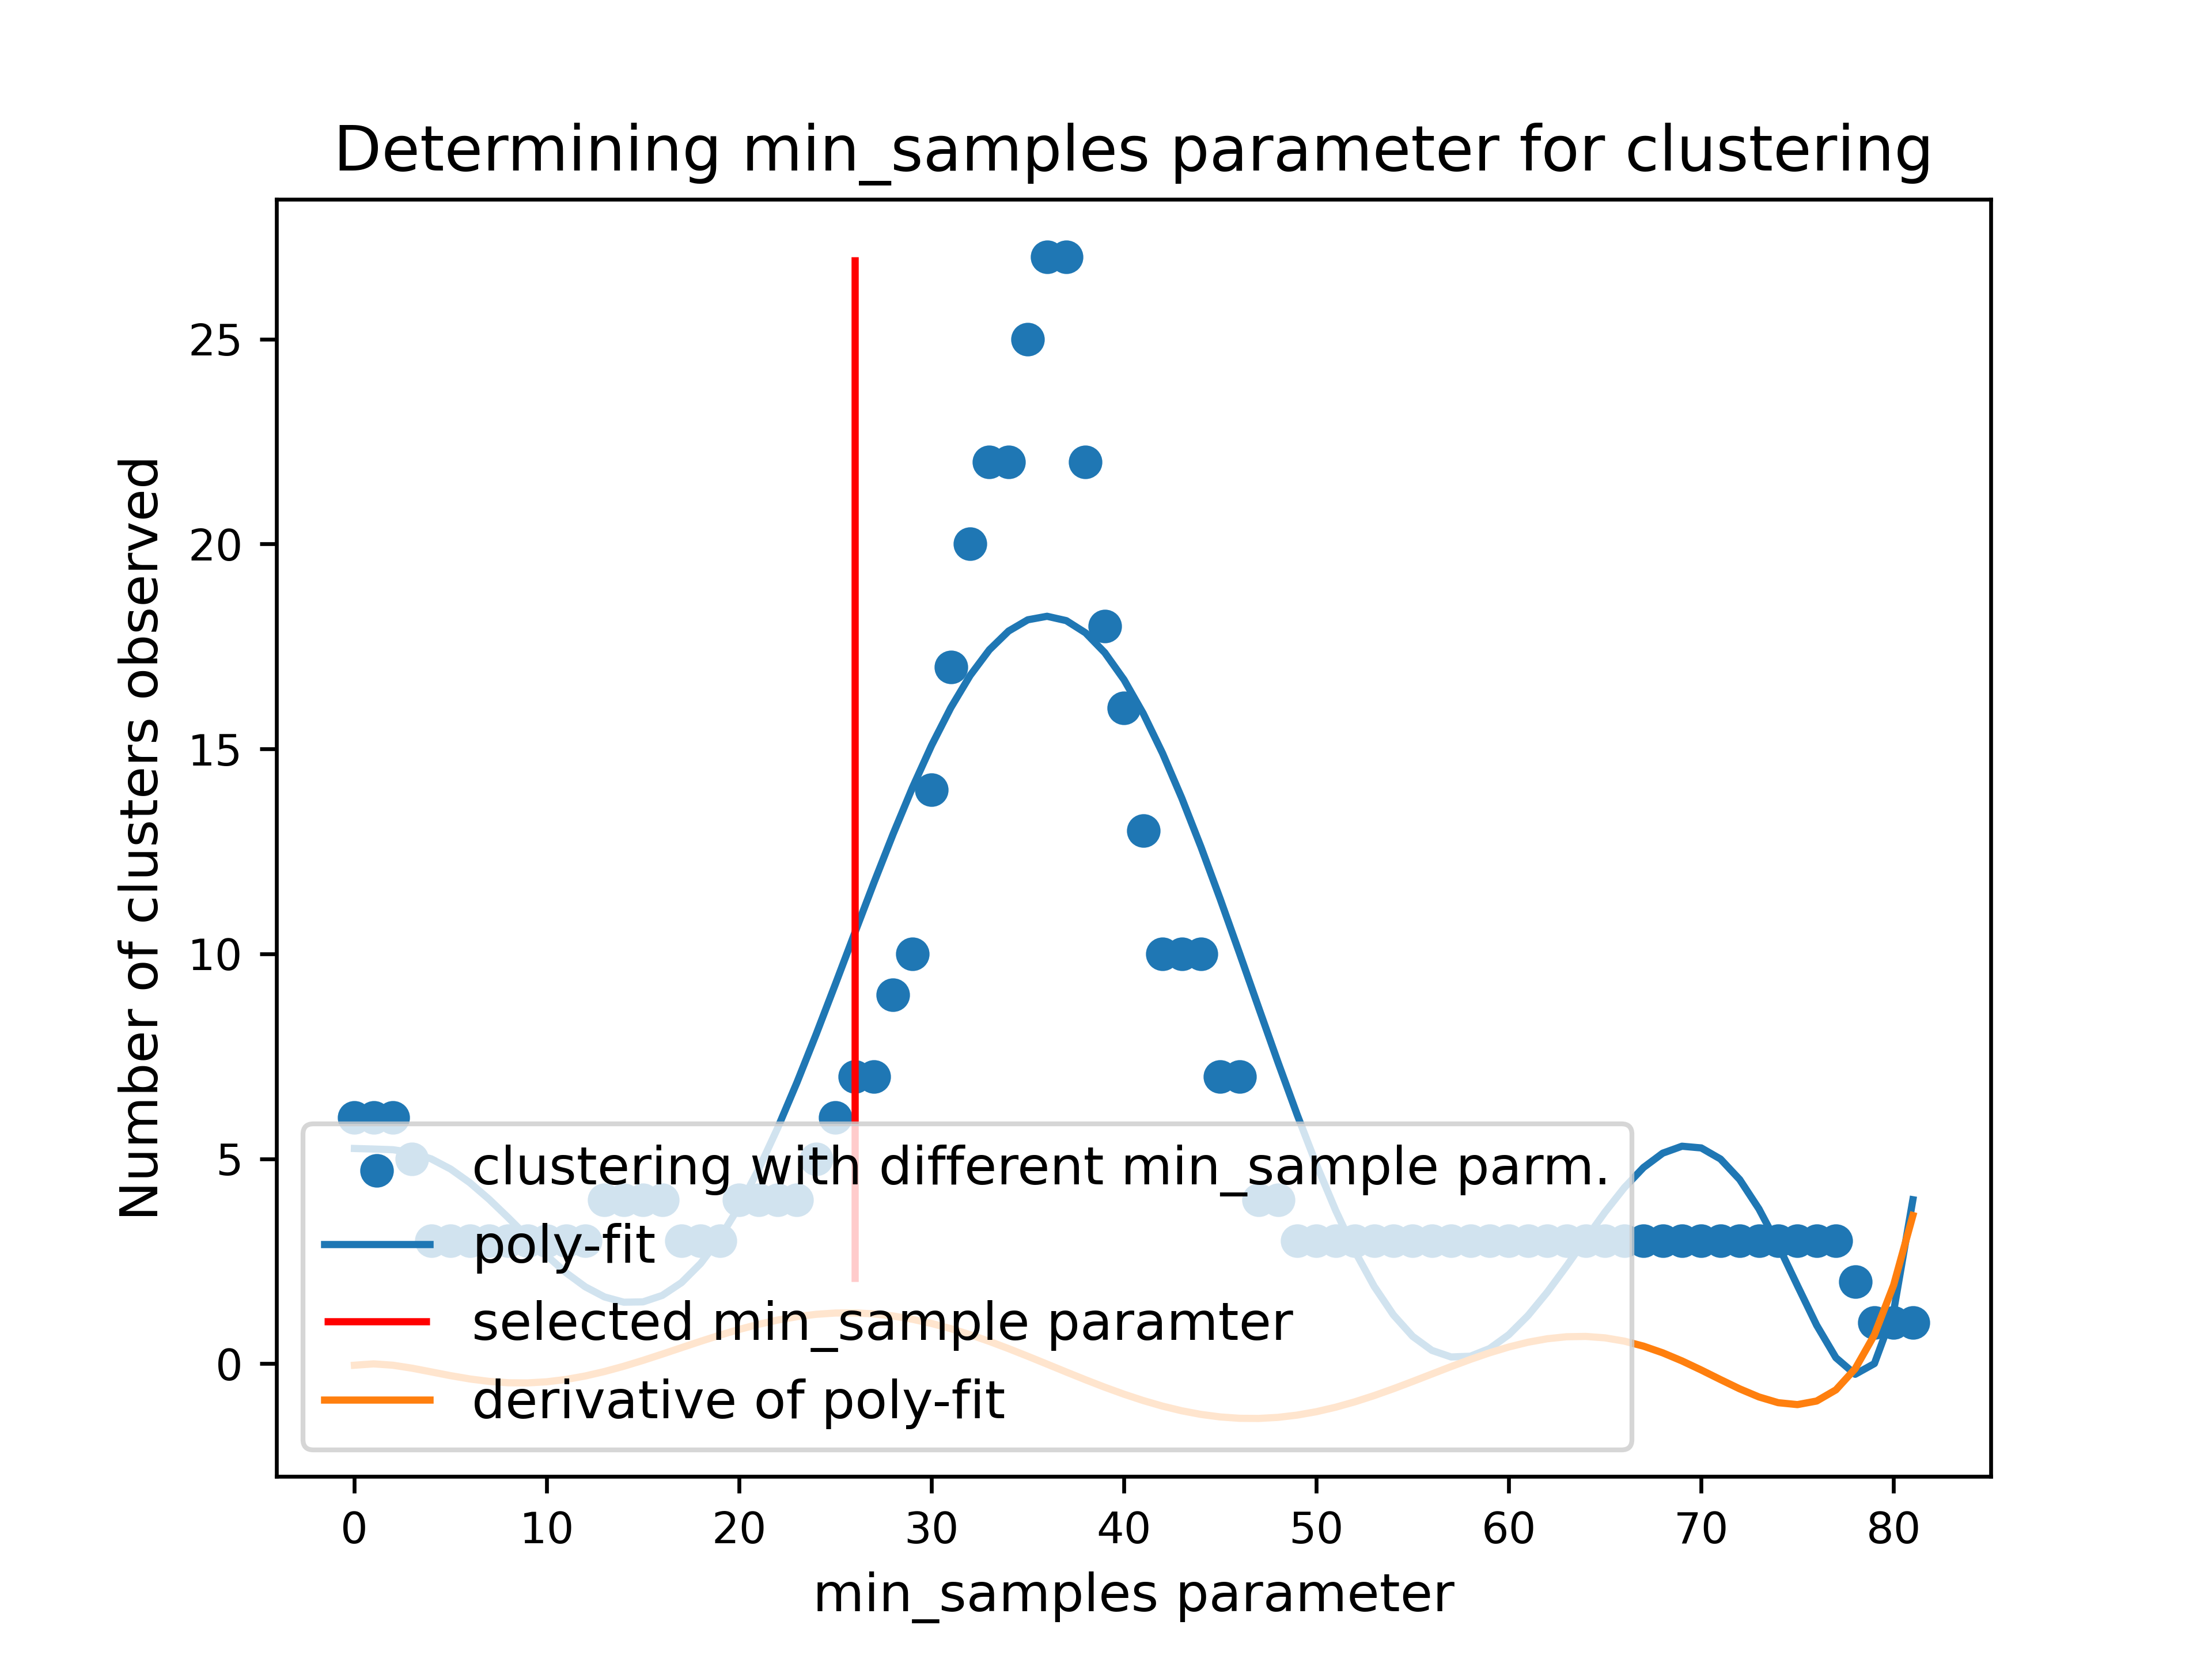 Determining min_samples parameter for clustering
Number of clusters observed
25
20
15
10
5
0
clustering with different min_sample parm.
poly-fit
selected min_sample paramter
derivative of poly-fit
0 10 20 30 40 50 60 70 80
min_samples parameter